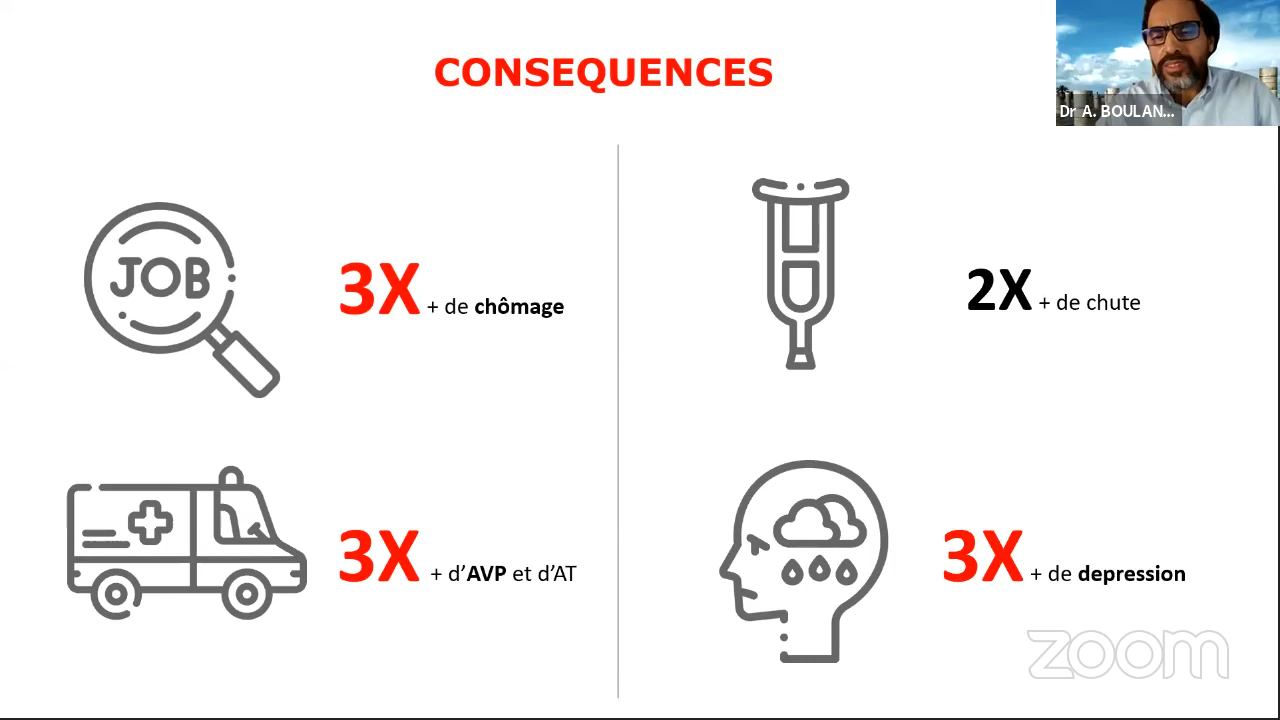 CONSEQUENCES
Dr A. BOULAN...
JOB
3X + de chômage
2X + de chute
3X + d’AVP et d’AT
3X + de depression
zoom